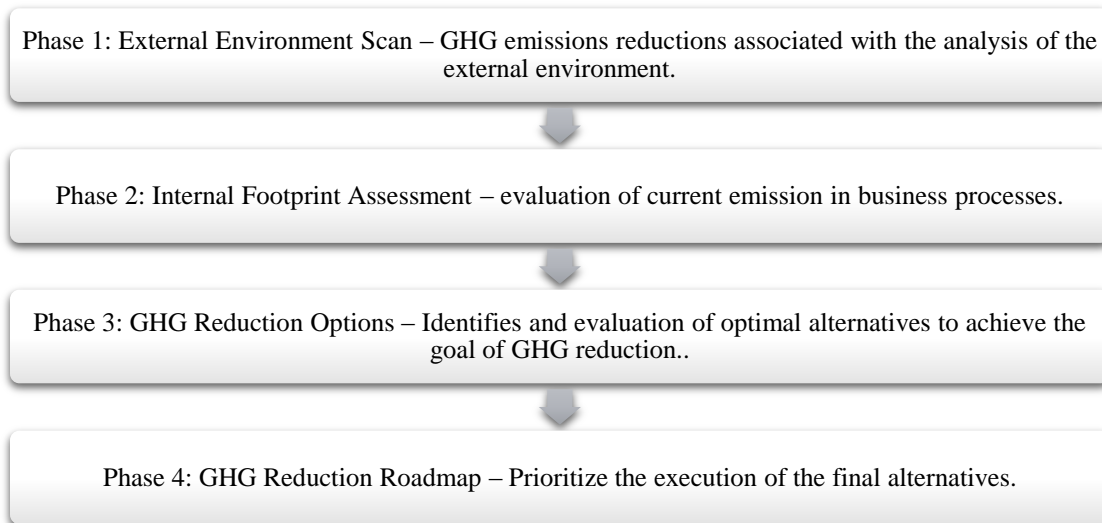 Phase 1: External Environment Scan – GHG emissions reductions associated with the analysis of the
external environment.
Phase 2: Internal Footprint Assessment – evaluation of current emission in business processes.
Phase 3: GHG Reduction Options – Identifies and evaluation of optimal alternatives to achieve the
goal of GHG reduction..
Phase 4: GHG Reduction Roadmap – Prioritize the execution of the final alternatives.